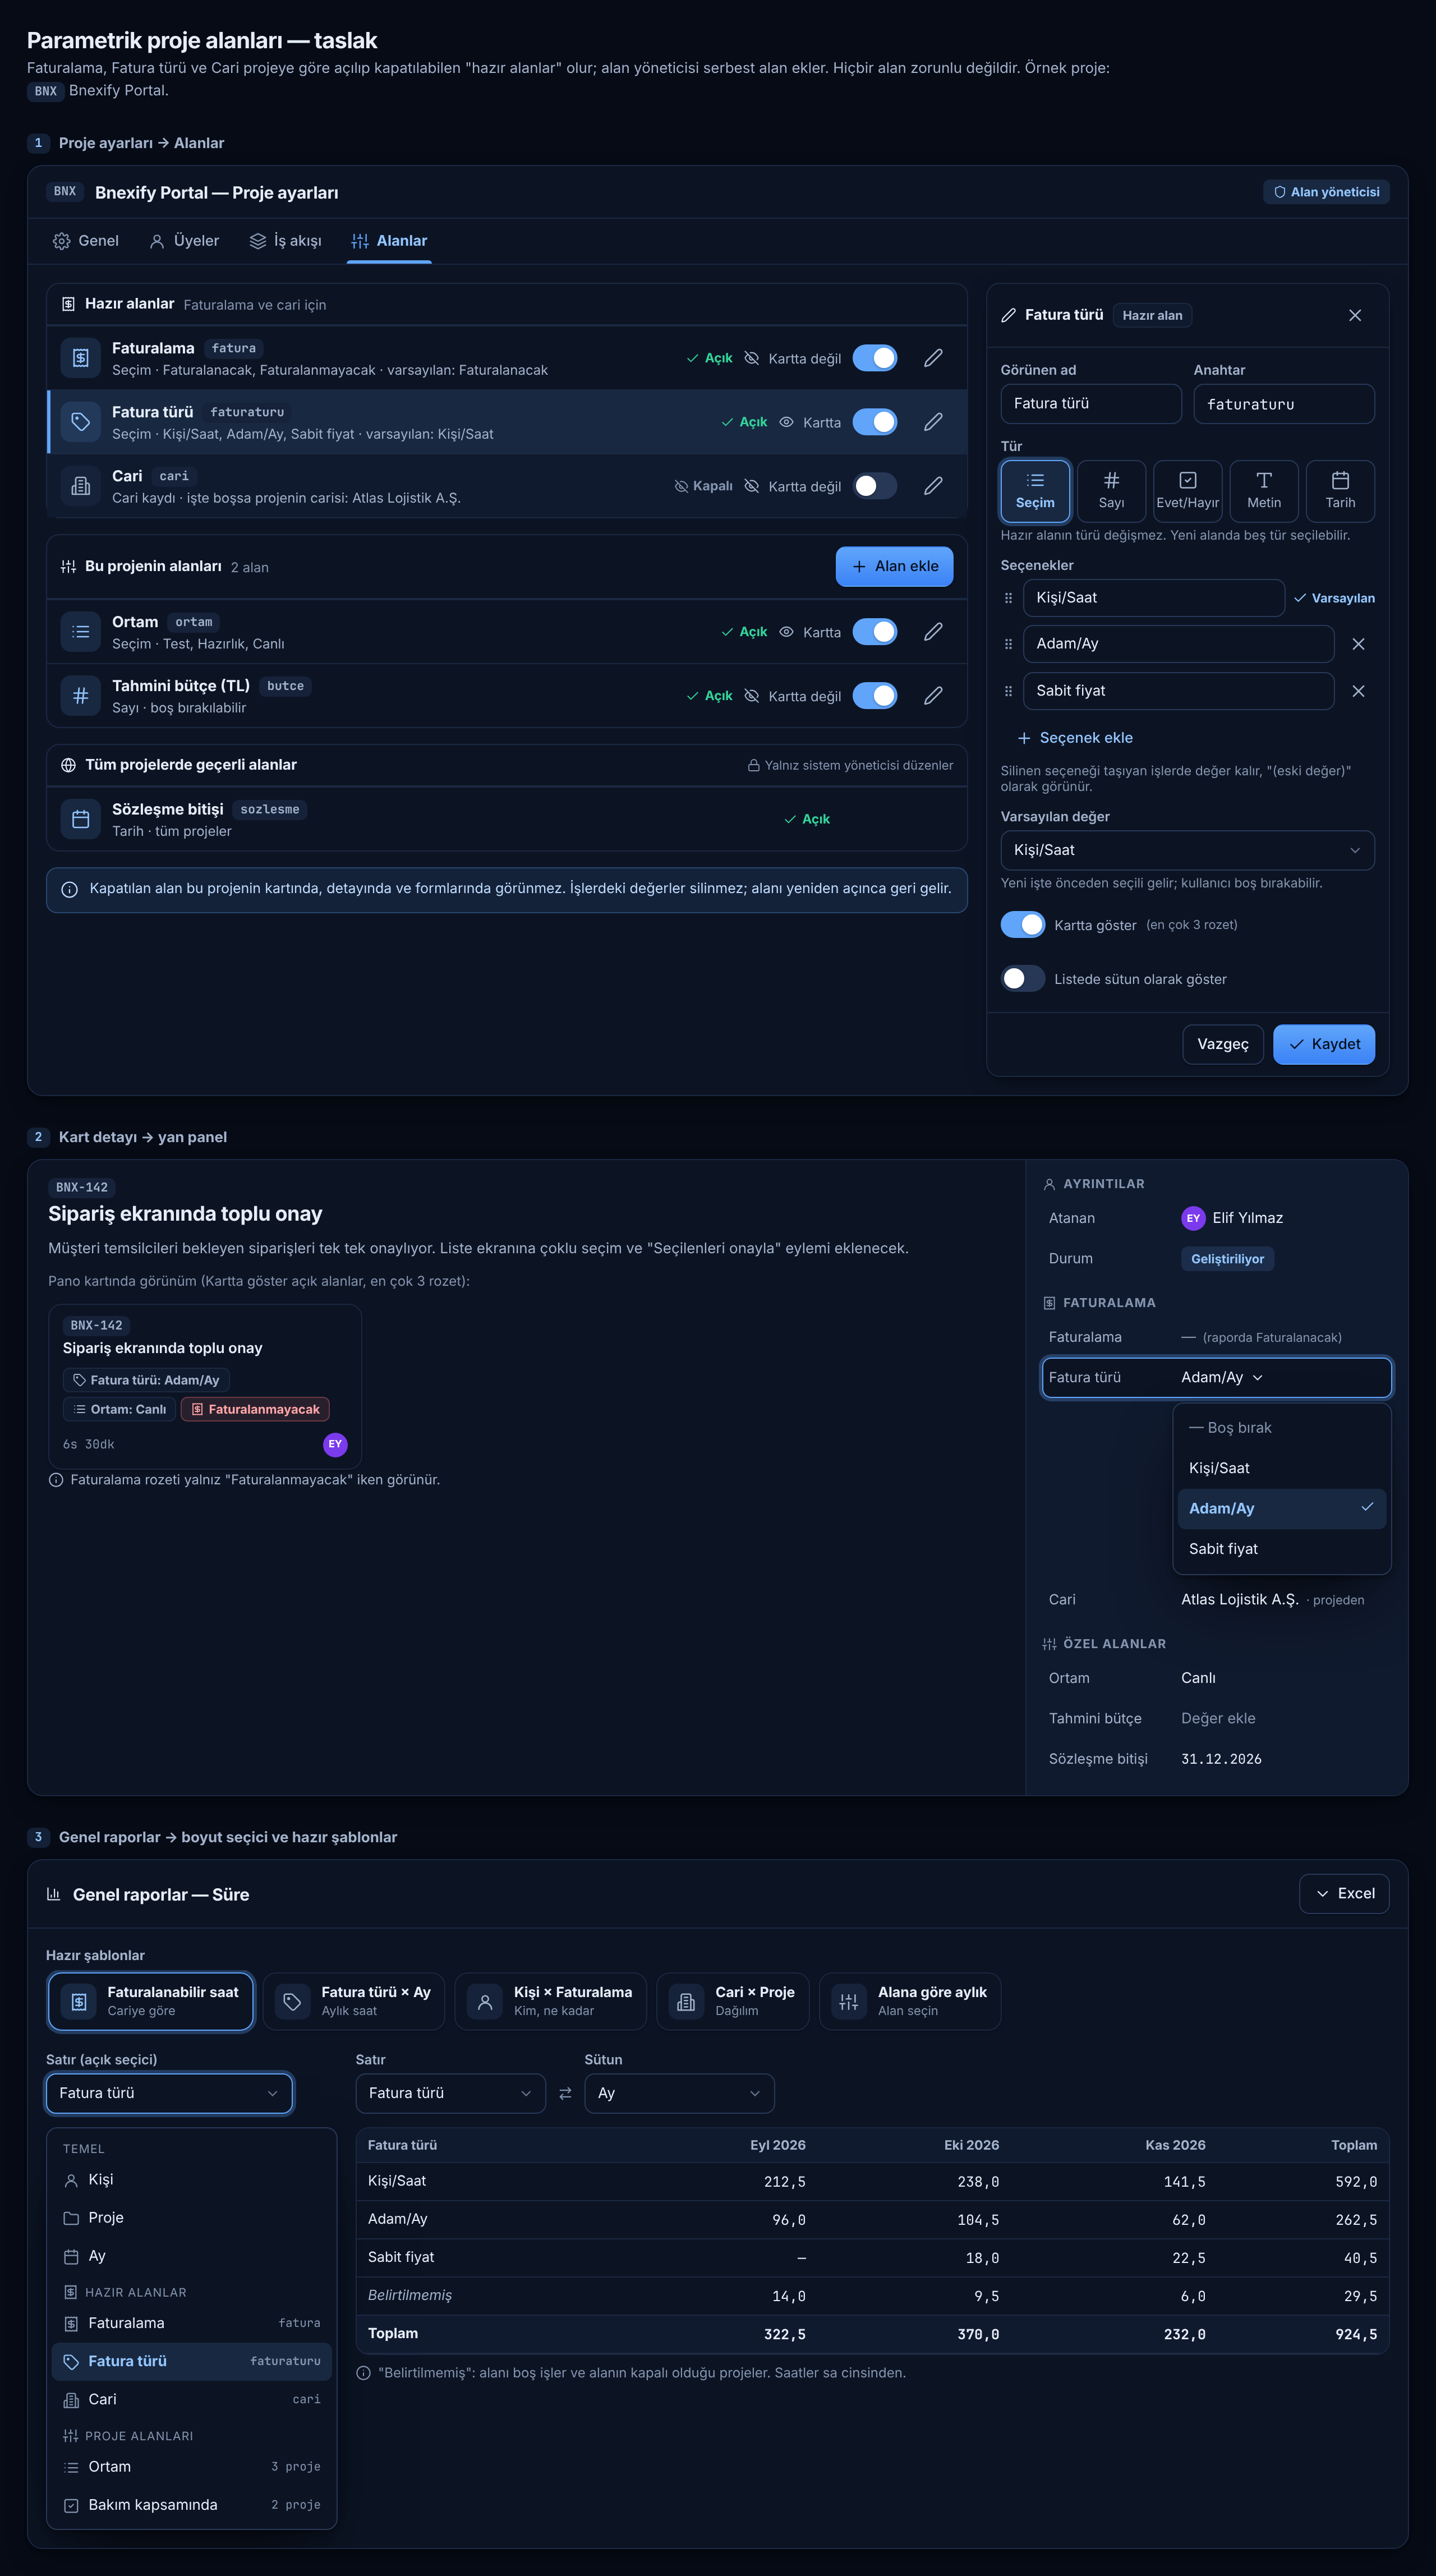 Parametrik proje alanları — taslak
Faturalama, Fatura türü ve Cari projeye göre açılıp kapatılabilen "hazır alanlar" olur; alan yöneticisi serbest alan ekler. Hiçbir alan zorunlu değildir. Örnek proje:
BNX Bnexify Portal.
1 Proje ayarları → Alanlar
BNX Bnexify Portal — Proje ayarları
Alan yöneticisi
Genel Üyeler İş akışı Alanlar
Hazır alanlar Faturalama ve cari için
Faturalama fatura
Seçim · Faturalanacak, Faturalanmayacak · varsayılan: Faturalanacak
Açık Kartta değil
Fatura türü faturaturu
Seçim · Kişi/Saat, Adam/Ay, Sabit fiyat · varsayılan: Kişi/Saat
Açık Kartta
Cari cari
Cari kaydı · işte boşsa projenin carisi: Atlas Lojistik A.Ş.
Kapalı Kartta değil
Bu projenin alanları 2 alan
Alan ekle
Ortam ortam
Seçim · Test, Hazırlık, Canlı
Açık Kartta
Tahmini bütçe (TL) butce
Sayı · boş bırakılabilir
Açık Kartta değil
Tüm projelerde geçerli alanlar
Yalnız sistem yöneticisi düzenler
Sözleşme bitişi sozlesme
Tarih · tüm projeler
Açık
Kapatılan alan bu projenin kartında, detayında ve formlarında görünmez. İşlerdeki değerler silinmez; alanı yeniden açınca geri gelir.
Fatura türü Hazır alan
Görünen ad Anahtar
Fatura türü faturaturu
Tür
Seçim Sayı Evet/Hayır Metin Tarih
Hazır alanın türü değişmez. Yeni alanda beş tür seçilebilir.
Seçenekler
Kişi/Saat Varsayılan
Adam/Ay
Sabit fiyat
Seçenek ekle
Silinen seçeneği taşıyan işlerde değer kalır, "(eski değer)"
olarak görünür.
Varsayılan değer
Kişi/Saat
Yeni işte önceden seçili gelir; kullanıcı boş bırakabilir.
Kartta göster (en çok 3 rozet)
Listede sütun olarak göster
Vazgeç Kaydet
2 Kart detayı → yan panel
BNX-142
Sipariş ekranında toplu onay
Müşteri temsilcileri bekleyen siparişleri tek tek onaylıyor. Liste ekranına çoklu seçim ve "Seçilenleri onayla" eylemi eklenecek.
Pano kartında görünüm (Kartta göster açık alanlar, en çok 3 rozet):
BNX-142
Sipariş ekranında toplu onay
Fatura türü: Adam/Ay
Ortam: Canlı Faturalanmayacak
6s 30dk EY
Faturalama rozeti yalnız "Faturalanmayacak" iken görünür.
AYRINTILAR
Atanan EY Elif Yılmaz
Durum Geliştiriliyor
FATURALAMA
Faturalama — (raporda Faturalanacak)
Fatura türü Adam/Ay
— Boş bırak
Kişi/Saat
Adam/Ay
Sabit fiyat
Cari Atlas Lojistik A.Ş. · projeden
ÖZEL ALANLAR
Ortam Canlı
Tahmini bütçe Değer ekle
Sözleşme bitişi 31.12.2026
3 Genel raporlar → boyut seçici ve hazır şablonlar
Genel raporlar — Süre
Excel
Hazır şablonlar
Faturalanabilir saat
Cariye göre
Fatura türü × Ay
Aylık saat
Kişi × Faturalama
Kim, ne kadar
Cari × Proje
Dağılım
Alana göre aylık
Alan seçin
Satır (açık seçici)
Fatura türü
TEMEL
Kişi
Proje
Ay
HAZIR ALANLAR
Faturalama fatura
Fatura türü faturaturu
Cari cari
PROJE ALANLARI
Ortam 3 proje
Bakım kapsamında 2 proje
Satır Sütun
Fatura türü Ay
Fatura türü Eyl 2026 Eki 2026 Kas 2026 Toplam
Kişi/Saat 212,5 238,0 141,5 592,0
Adam/Ay 96,0 104,5 62,0 262,5
Sabit fiyat — 18,0 22,5 40,5
Belirtilmemiş 14,0 9,5 6,0 29,5
Toplam 322,5 370,0 232,0 924,5
"Belirtilmemiş": alanı boş işler ve alanın kapalı olduğu projeler. Saatler sa cinsinden.